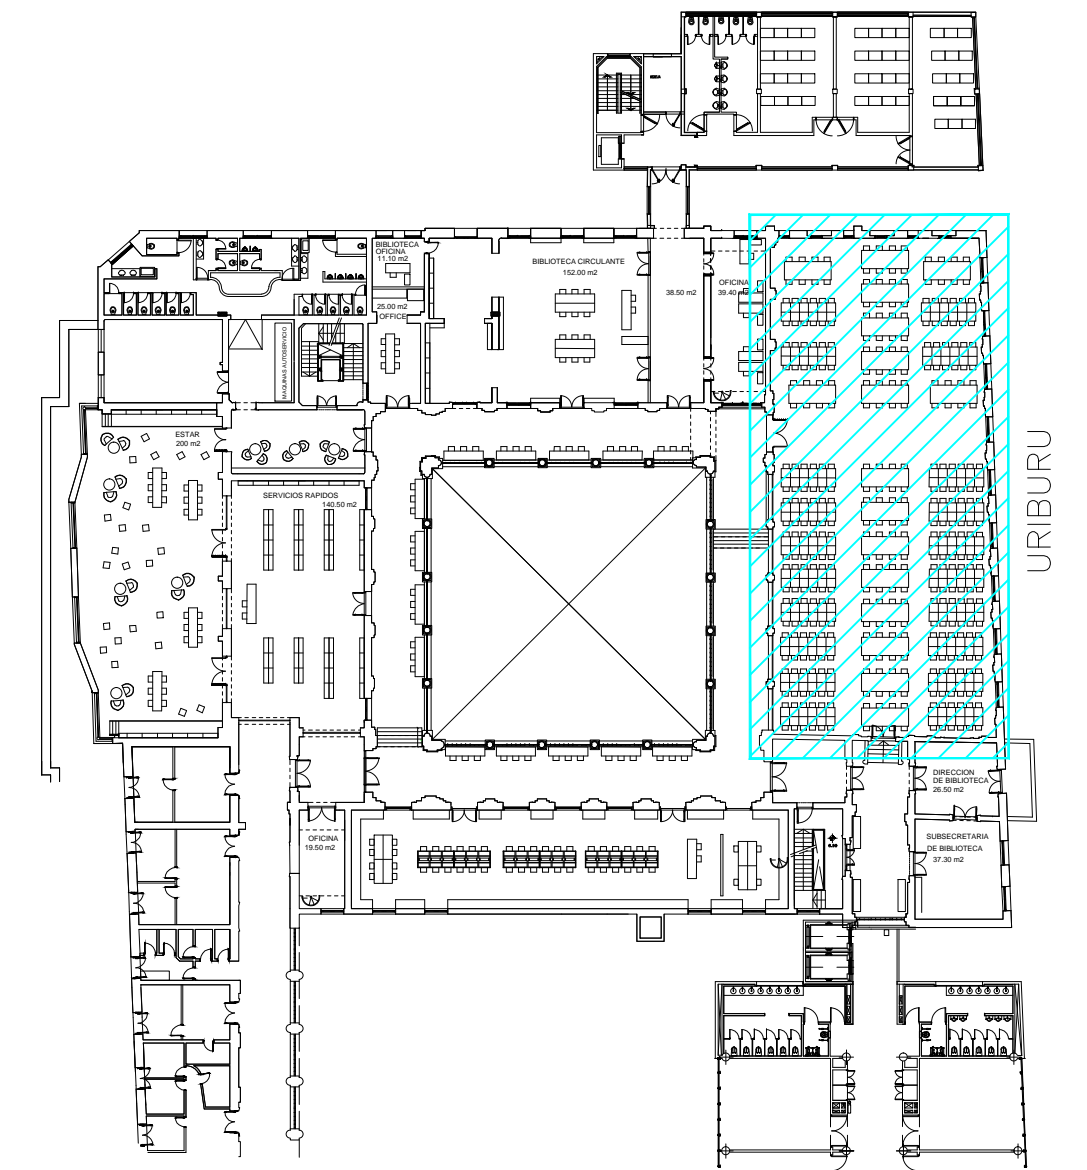 BIBLIOTECA
OFICINA
11.10 m2
BIBLIOTECA CIRCULANTE
152.00 m2
25.00 m2
OFFICE
38.50 m2
OFICINA
39.40 m2
MAQUINAS AUTOSERVICIO
ESTAR
200 m2
SERVICIOS RAPIDOS
140.50 m2
URIBURU
DIRECCION
DE BIBLIOTECA
26.50 m2
OFICINA
19.50 m2
SUBSECRETARIA
DE BIBLIOTECA
37.30 m2